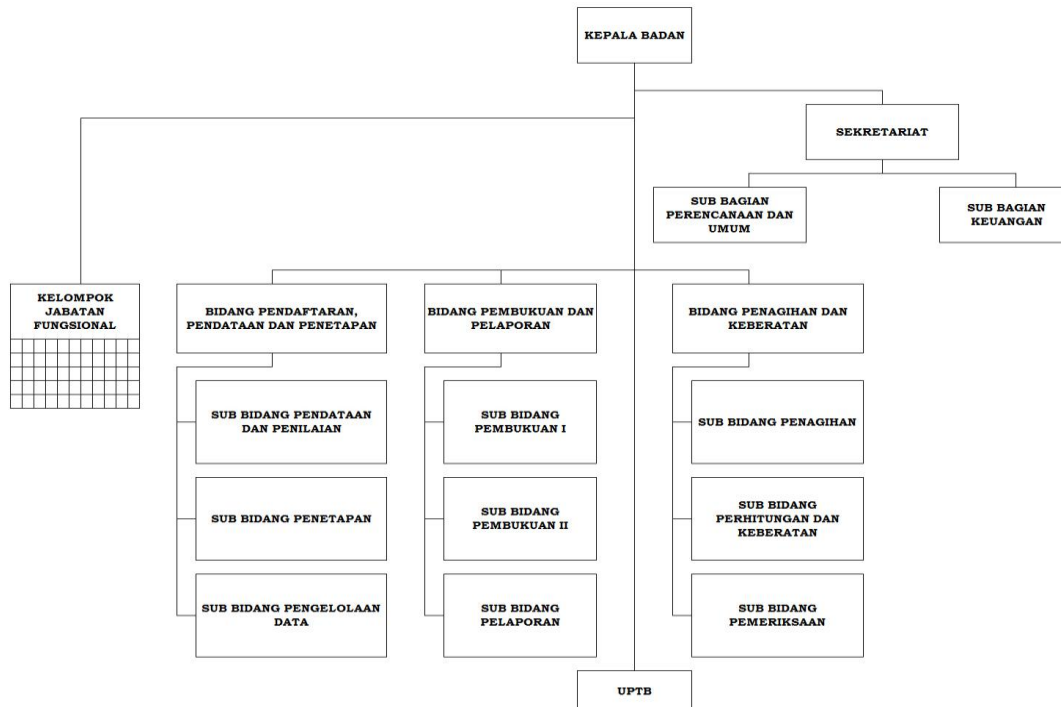 KEPALA BADAN
SEKRETARIAT
SUB BAGIAN
PERENCANAAN DAN
UMUM
SUB BAGIAN
KEUANGAN
KELOMPOK
JABATAN
FUNGSIONAL
BIDANG PENDAFTARAN,
PENDATAAN DAN PENETAPAN
BIDANG PEMBUKUAN DAN
PELAPORAN
BIDANG PENAGIHAN DAN
KEBERATAN
SUB BIDANG PENDATAAN
DAN PENILAIAN
SUB BIDANG
PEMBUKUAN I
SUB BIDANG PENAGIHAN
SUB BIDANG PENETAPAN
SUB BIDANG
PEMBUKUAN II
SUB BIDANG
PERHITUNGAN DAN
KEBERATAN
SUB BIDANG PENGELOLAAN
DATA
SUB BIDANG
PELAPORAN
SUB BIDANG
PEMERIKSAAN
UPTB